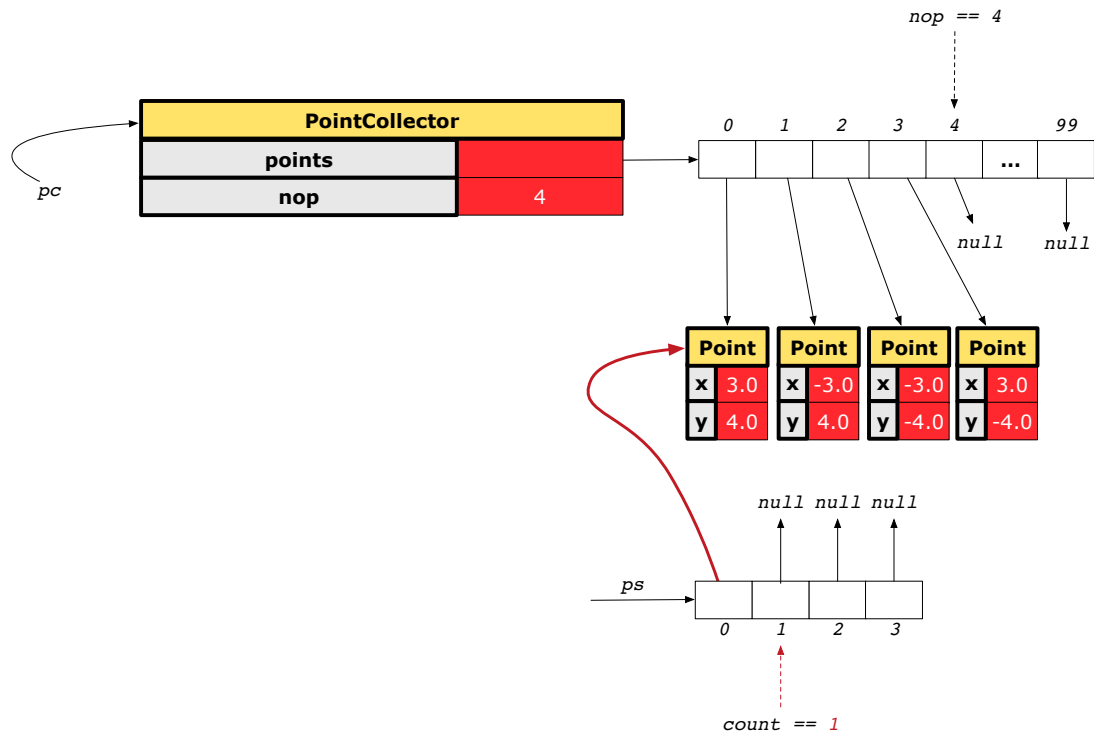 nop == 4
PointCollector
0 1 2 3 4 99
points
...
pc
nop 4
null null
Point Point Point Point
x 3.0 x -3.0 x -3.0 x 3.0
y 4.0 y 4.0 y -4.0 y -4.0
null null null
ps
0 1 2 3
count == 1